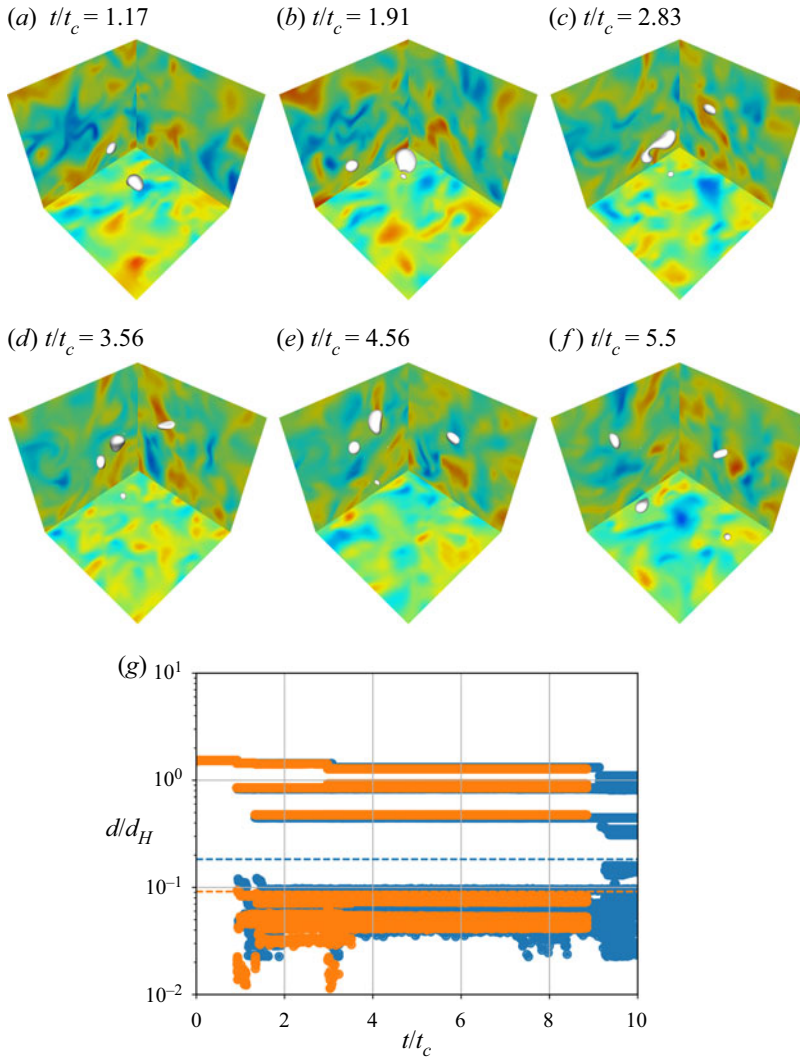 (a) t/t_c = 1.17
(b) t/t_c = 1.91
(c) t/t_c = 2.83
(d) t/t_c = 3.56
(e) t/t_c = 4.56
(f) t/t_c = 5.5
(g)
10^1
10^0
d/d_H
10^{–1}
10^{–2}
0 2 4 6 8 10
t/t_c